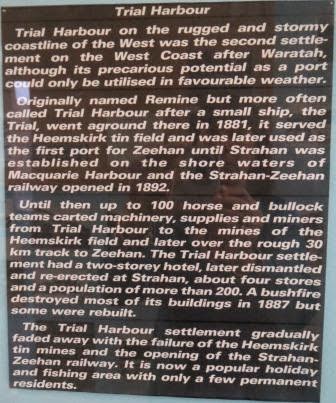 Trial Harbour
Trial Harbour on the rugged and stormy
coastline of the West was the second settle-
ment on the West Coast after Waratah,
although its precarious potential as a port
could only be utilised in favourable weather.
Originally named Remine but more often
called Trial Harbour after a small ship, the
Trial, went aground there in 1881, it served
the Heemskirk tin field and was later used as
the first port for Zeehan until Strahan was
established on the shore waters of
Macquarie Harbour and the Strahan-Zeehan
railway opened in 1892.
Until then up to 100 horse and bullock
teams carted machinery, supplies and miners
from Trial Harbour to the mines of the
Heemskirk field and later over the rough 30
km track to Zeehan. The Trial Harbour settle-
ment had a two-storey hotel, later dismantled
and re-erected at Strahan, about four stores
and a population of more than 200. A bushfire
destroyed most of its buildings in 1887 but
some were rebuilt.
The Trial Harbour settlement gradually
faded away with the failure of the Heemskirk
tin mines and the opening of the Strahan-
Zeehan railway. It is now a popular holiday
and fishing area with only a few permanent
residents.